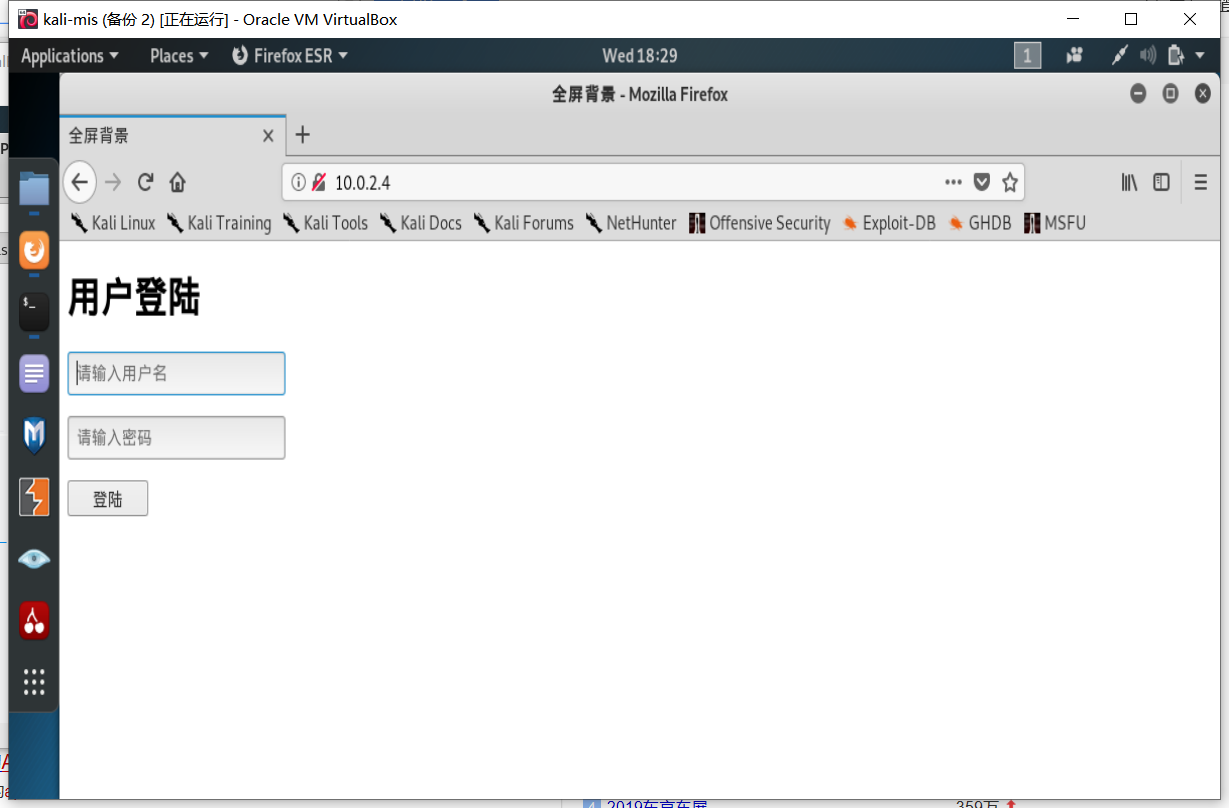 kali-mis (备份 2) [正在运行] - Oracle VM VirtualBox
Applications Places Firefox ESR Wed 18:29 1
全屏背景 - Mozilla Firefox
全屏背景
10.0.2.4
Kali Linux Kali Training Kali Tools Kali Docs Kali Forums NetHunter Offensive Security Exploit-DB GHDB MSFU
用户登陆
$_
请输入用户名
请输入密码
登陆
4 2019东京车展 359万